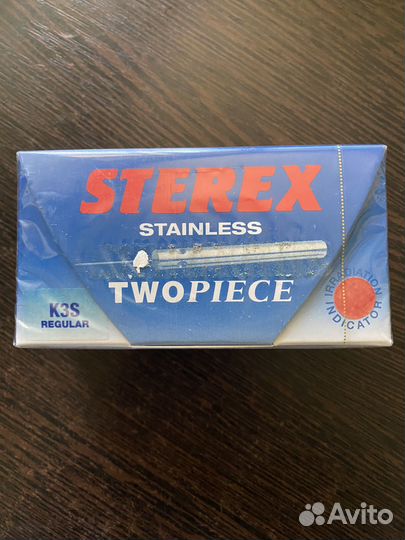 STEREX
STAINLESS
TWOPIECE
K3S
REGULAR
IRRADIATION
INDICATOR
Avito